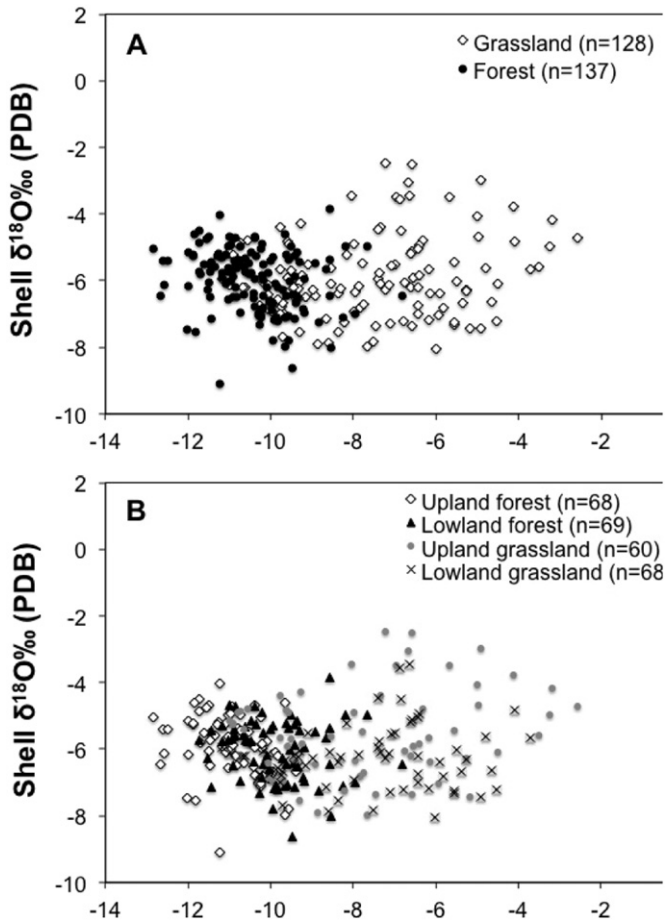 2
A
Grassland (n=128)
Forest (n=137)
0
-2
-4
-6
-8
-10
Shell δ¹⁸O‰ (PDB)
-14 -12 -10 -8 -6 -4 -2
2
B
Upland forest (n=68)
Lowland forest (n=69)
Upland grassland (n=60)
Lowland grassland (n=68
0
-2
-4
-6
-8
-10
Shell δ¹⁸O‰ (PDB)
-14 -12 -10 -8 -6 -4 -2